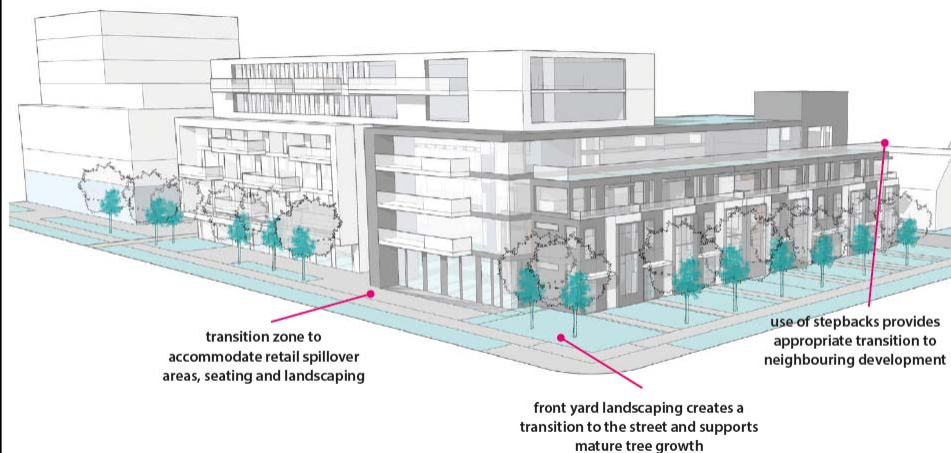 transition zone to
accommodate retail spillover
areas, seating and landscaping
front yard landscaping creates a
transition to the street and supports
mature tree growth
use of stepbacks provides
appropriate transition to
neighbouring development